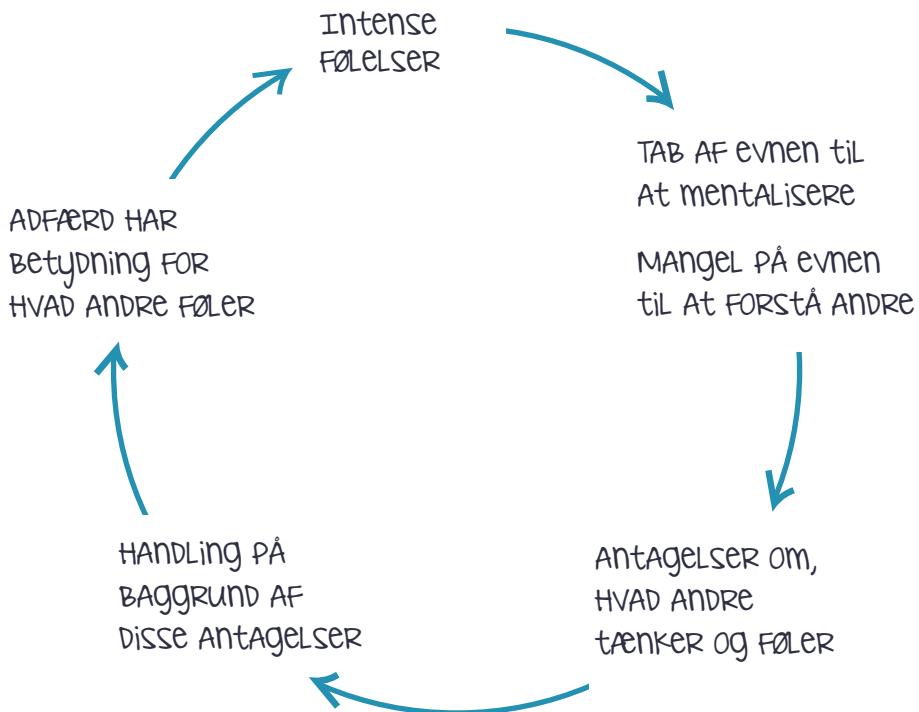 Intense
følelser
Tab af evnen til
at mentalisere
Mangel på evnen
til at forstå andre
Antagelser om,
hvad andre
tænker og føler
Handling på
baggrund af
disse antagelser
Adfærd har
betydning for
hvad andre føler